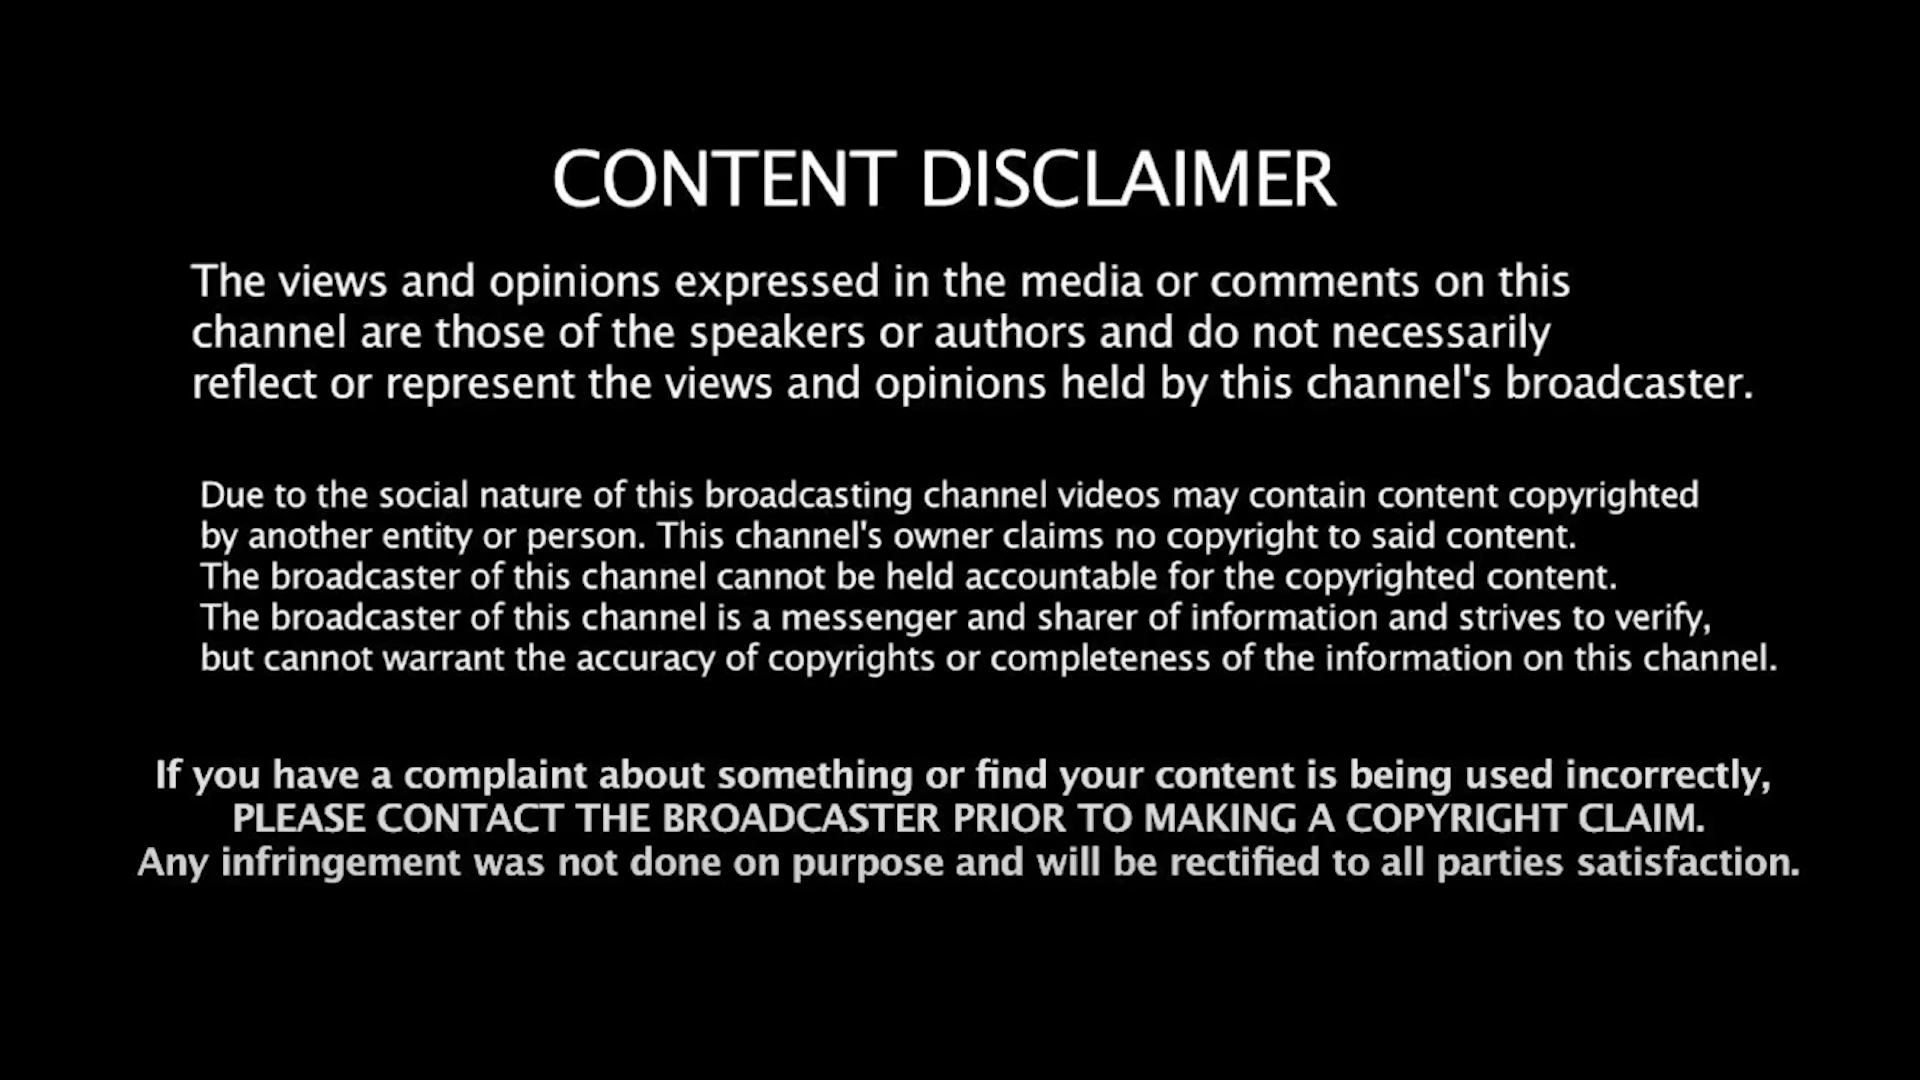 CONTENT DISCLAIMER
The views and opinions expressed in the media or comments on this
channel are those of the speakers or authors and do not necessarily
reflect or represent the views and opinions held by this channel's broadcaster.
Due to the social nature of this broadcasting channel videos may contain content copyrighted
by another entity or person. This channel's owner claims no copyright to said content.
The broadcaster of this channel cannot be held accountable for the copyrighted content.
The broadcaster of this channel is a messenger and sharer of information and strives to verify,
but cannot warrant the accuracy of copyrights or completeness of the information on this channel.
If you have a complaint about something or find your content is being used incorrectly,
PLEASE CONTACT THE BROADCASTER PRIOR TO MAKING A COPYRIGHT CLAIM.
Any infringement was not done on purpose and will be rectified to all parties satisfaction.